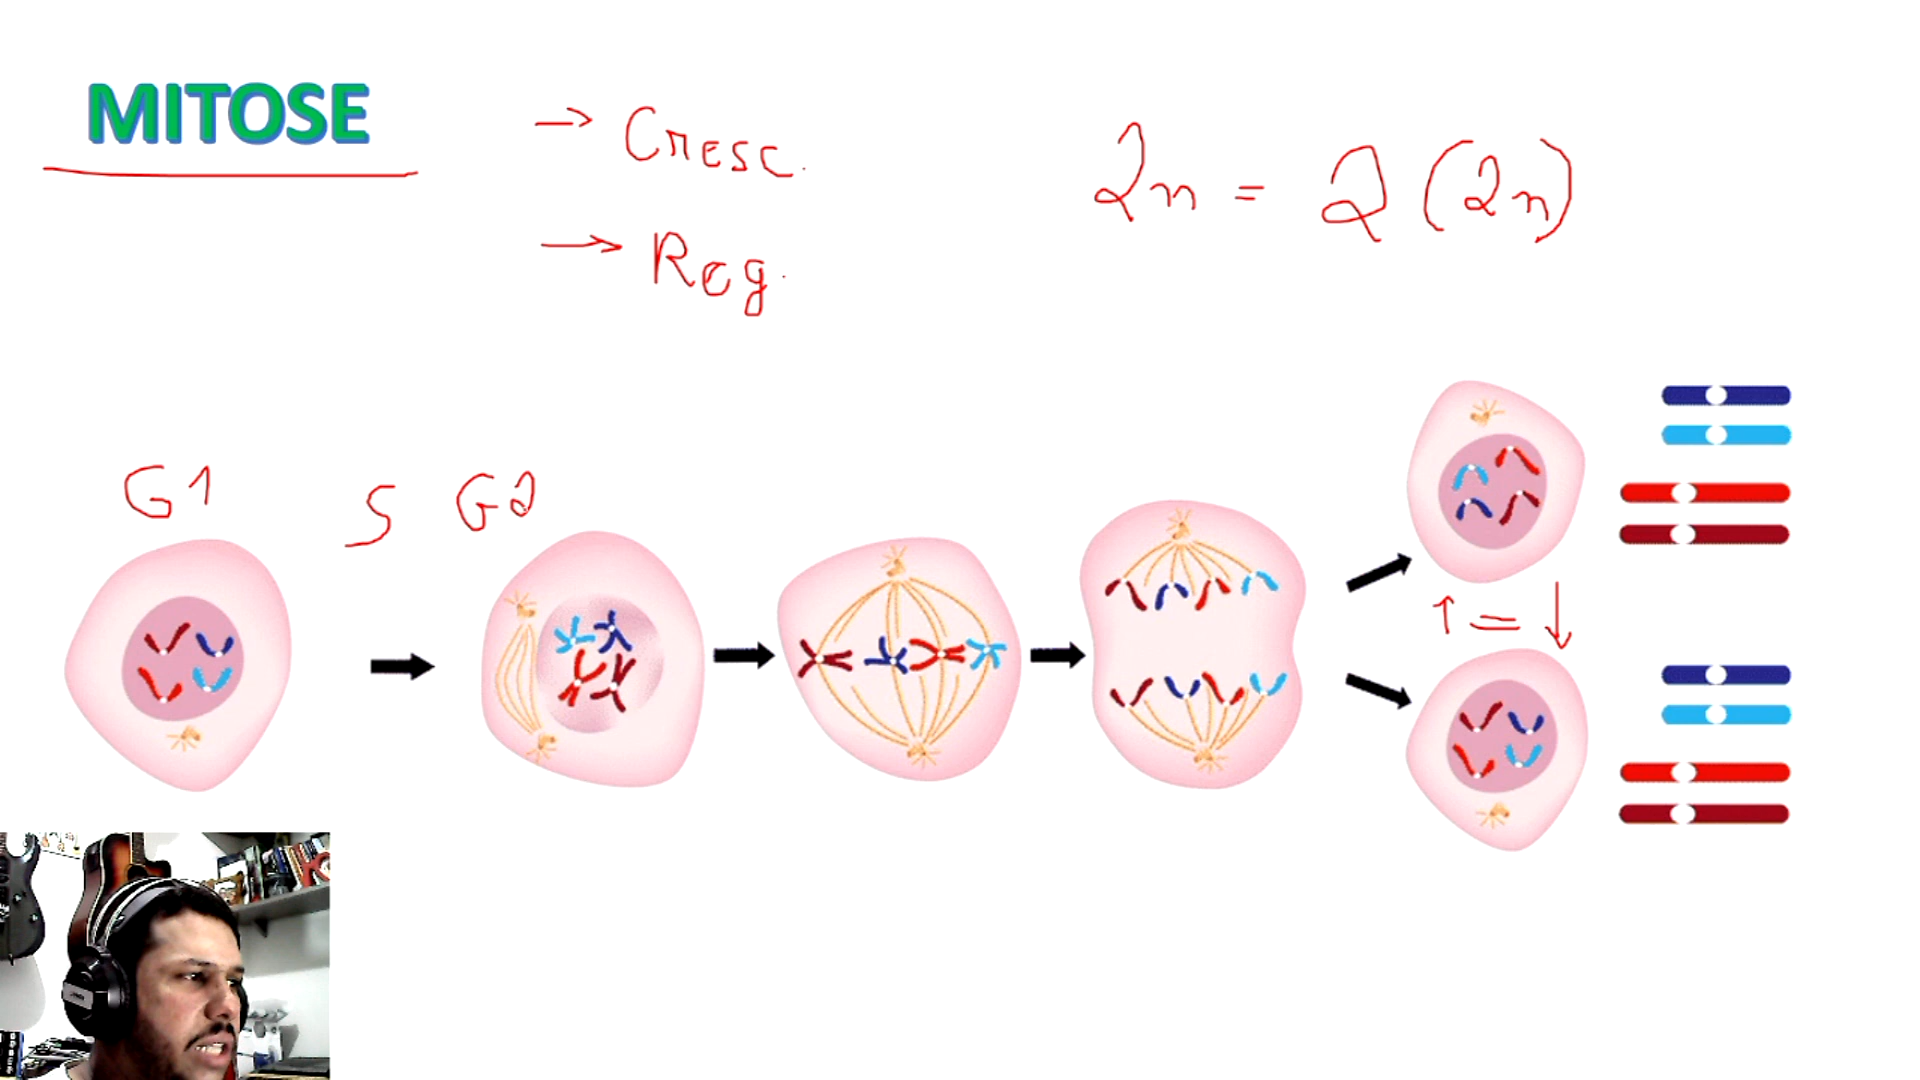 MITOSE
→ Cresc.
→ Reg.
2n = 2 (2n)
G1 S G2
↑ = ↓